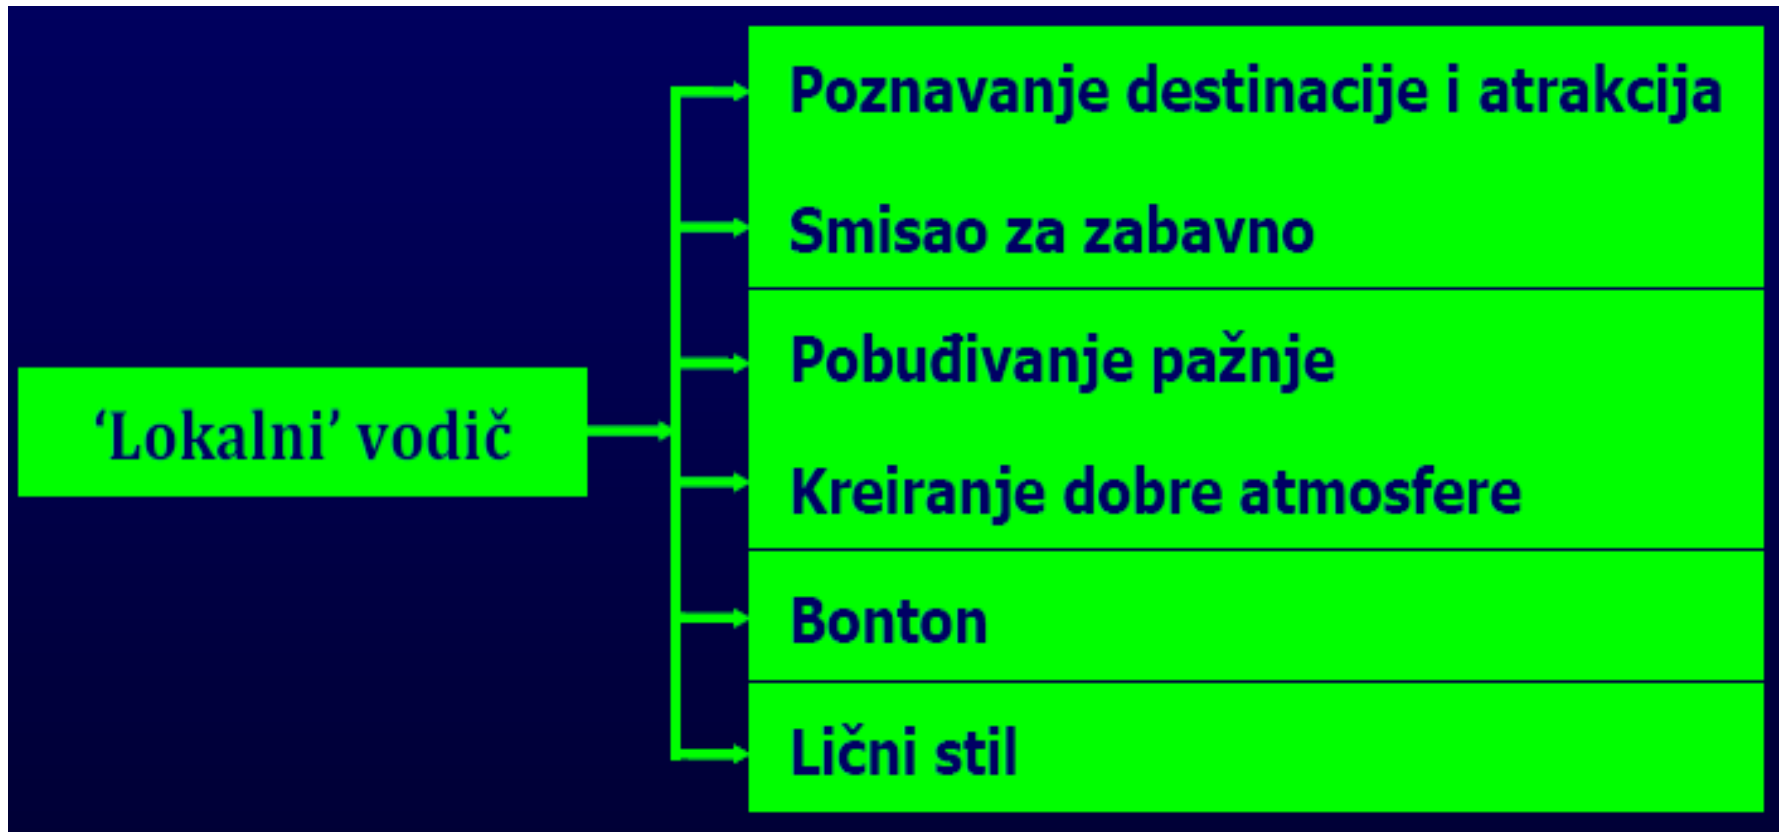 Poznavanje destinacije i atrakcija
Smisao za zabavno
Pobuđivanje pažnje
‘Lokalni’ vodič
Kreiranje dobre atmosfere
Bonton
Lični stil